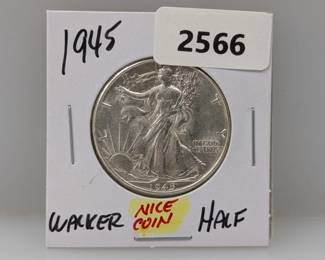 1945
2566
LIBERTY
IN GOD WE TRUST
1945
WALKER NICE COIN HALF